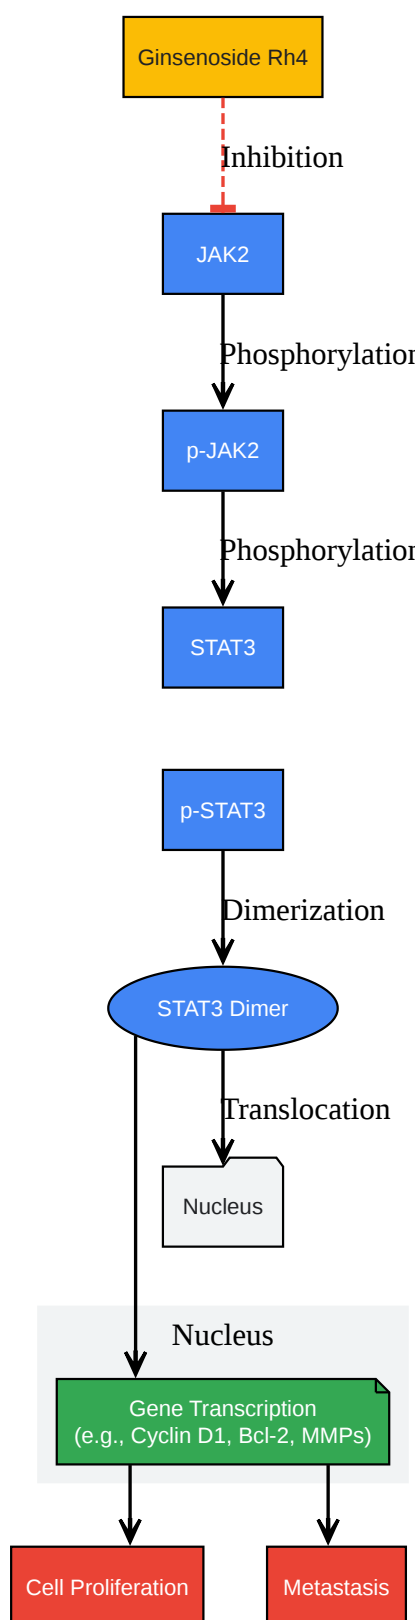 Ginsenoside Rh4
Inhibition
JAK2
Phosphorylation
p-JAK2
Phosphorylation
STAT3
p-STAT3
Dimerization
STAT3 Dimer
Translocation
Nucleus
Nucleus
Gene Transcription
(e.g., Cyclin D1, Bcl-2, MMPs)
Cell Proliferation
Metastasis